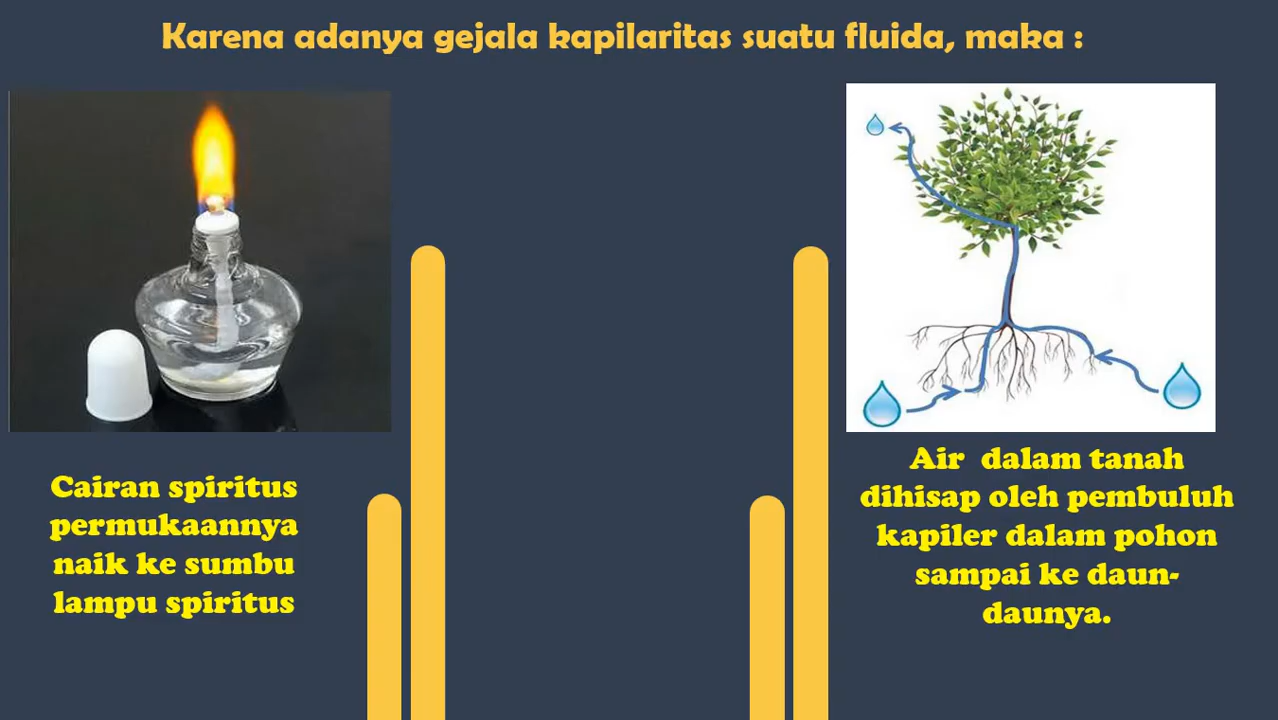 Karena adanya gejala kapilaritas suatu fluida, maka :
Cairan spiritus
permukaannya
naik ke sumbu
lampu spiritus
Air dalam tanah
dihisap oleh pembuluh
kapiler dalam pohon
sampai ke daun-
daunya.